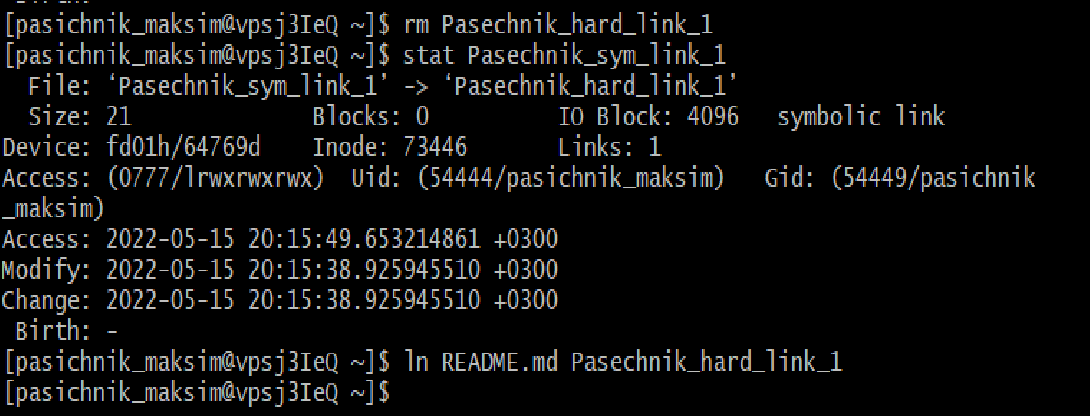 [pasichnik_maksim@vpsj3IeQ ~]$ rm Pasechnik_hard_link_1
[pasichnik_maksim@vpsj3IeQ ~]$ stat Pasechnik_sym_link_1
  File: ‘Pasechnik_sym_link_1’ -> ‘Pasechnik_hard_link_1’
  Size: 21              Blocks: 0          IO Block: 4096   symbolic link
Device: fd01h/64769d    Inode: 73446       Links: 1
Access: (0777/lrwxrwxrwx)  Uid: (54444/pasichnik_maksim)   Gid: (54449/pasichnik
_maksim)
Access: 2022-05-15 20:15:49.653214861 +0300
Modify: 2022-05-15 20:15:38.925945510 +0300
Change: 2022-05-15 20:15:38.925945510 +0300
 Birth: -
[pasichnik_maksim@vpsj3IeQ ~]$ ln README.md Pasechnik_hard_link_1
[pasichnik_maksim@vpsj3IeQ ~]$